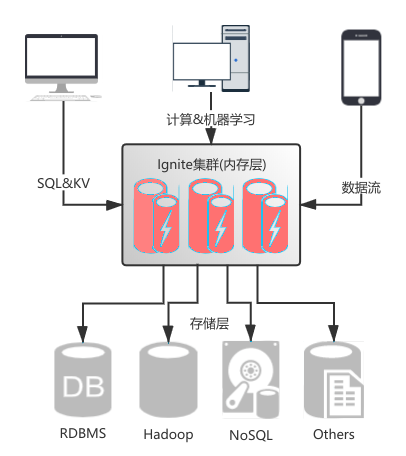 计算&机器学习
Ignite集群(内存层)
SQL&KV
数据流
存储层
DB
RDBMS
Hadoop
NoSQL
Others